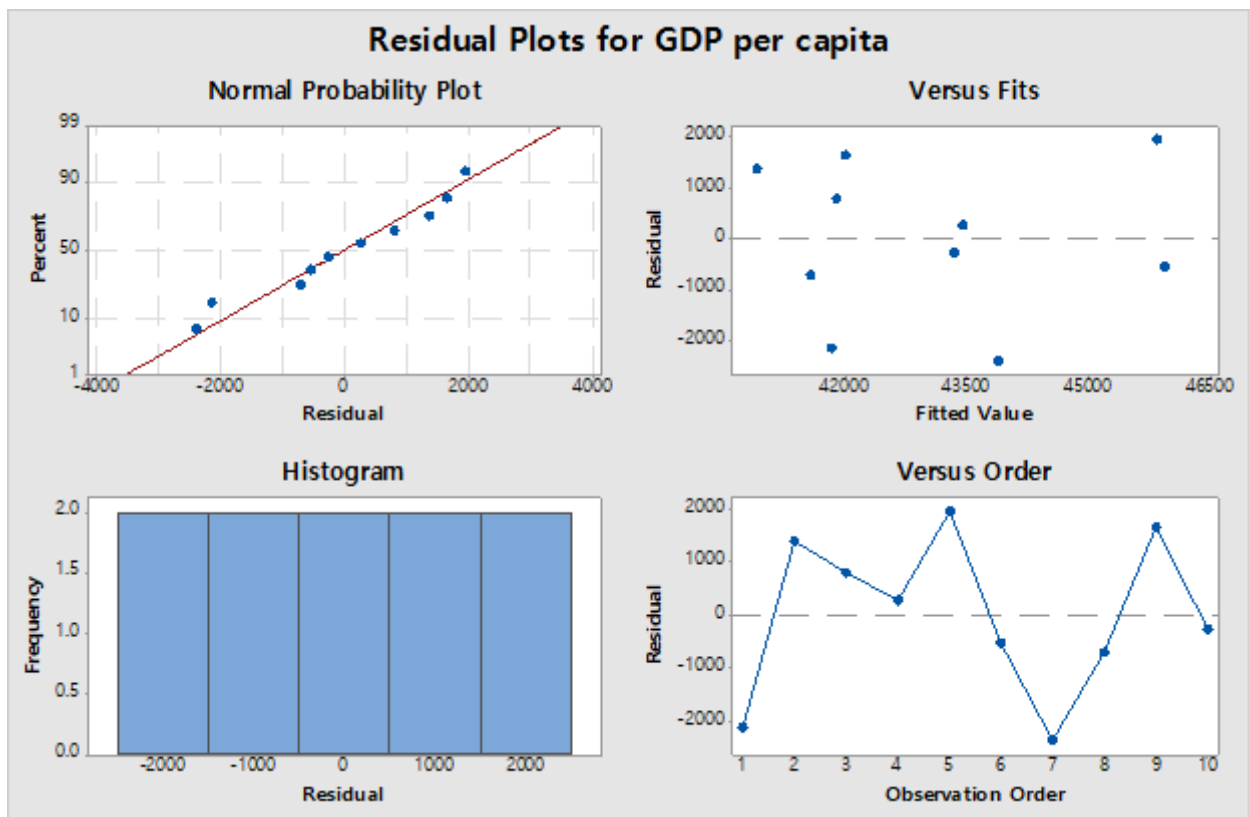 Residual Plots for GDP per capita
Normal Probability Plot
99
90
50
10
1
Percent
-4000 -2000 0 2000 4000
Residual
Versus Fits
2000
1000
0
-1000
-2000
Residual
42000 43500 45000 46500
Fitted Value
Histogram
2.0
1.5
1.0
0.5
0.0
Frequency
-2000 -1000 0 1000 2000
Residual
Versus Order
2000
1000
0
-1000
-2000
Residual
1 2 3 4 5 6 7 8 9 10
Observation Order